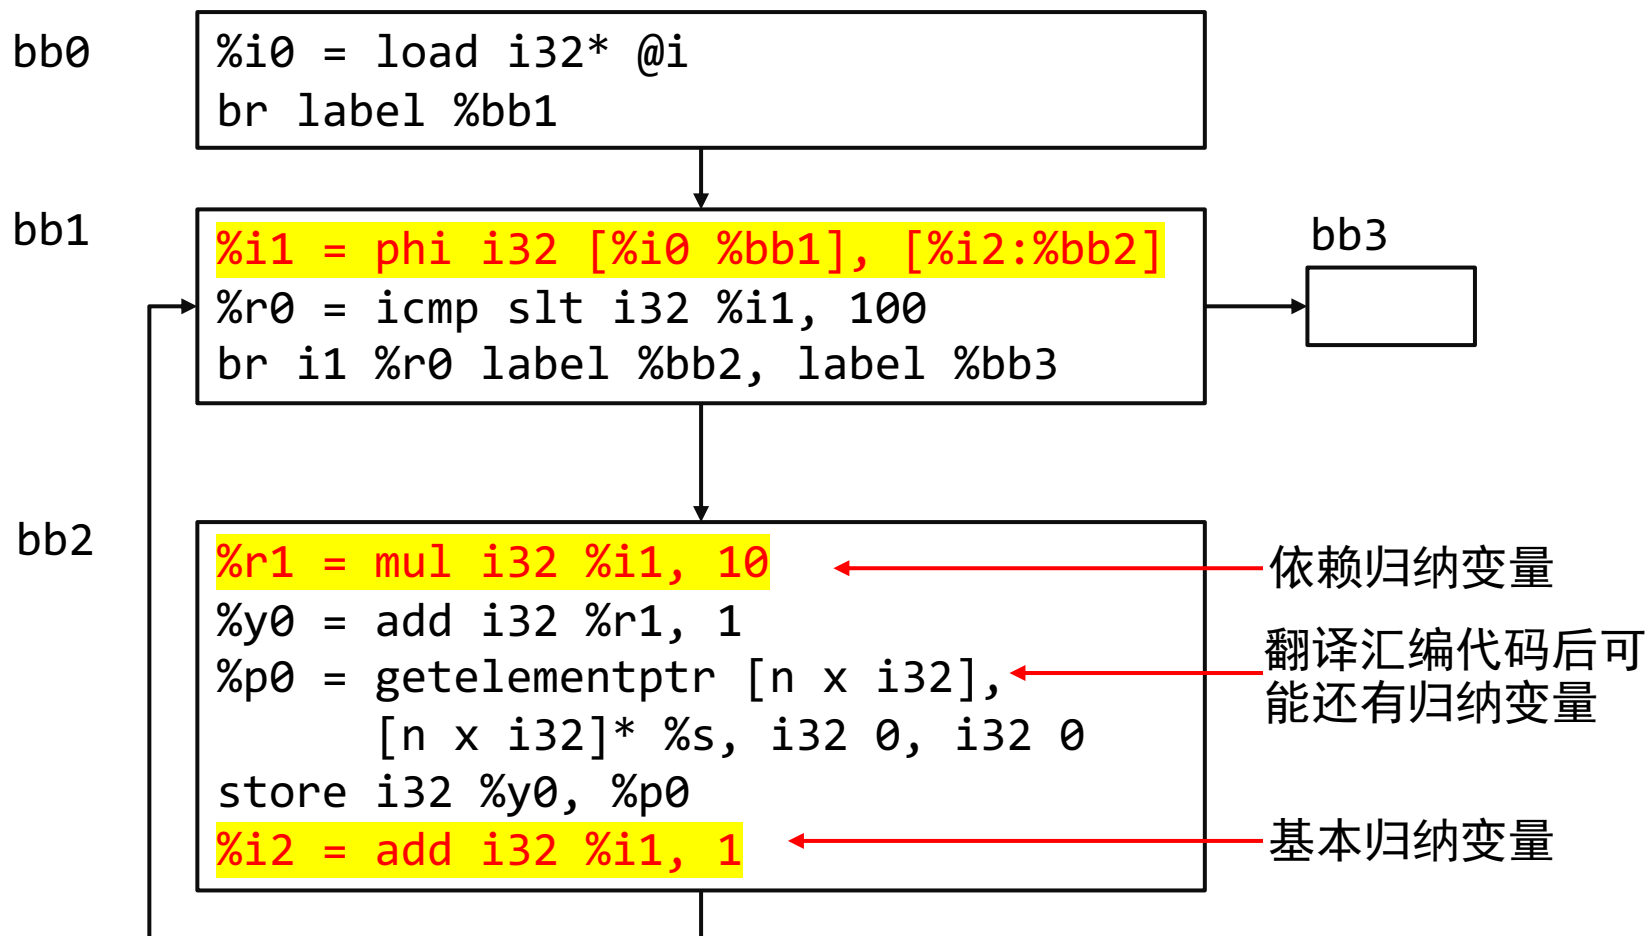 bb0
%i0 = load i32* @i
br label %bb1
bb1
%i1 = phi i32 [%i0 %bb1], [%i2:%bb2]
%r0 = icmp slt i32 %i1, 100
br i1 %r0 label %bb2, label %bb3
bb3
bb2
%r1 = mul i32 %i1, 10
%y0 = add i32 %r1, 1
%p0 = getelementptr [n x i32],
[n x i32]* %s, i32 0, i32 0
store i32 %y0, %p0
%i2 = add i32 %i1, 1
依赖归纳变量
翻译汇编代码后可
能还有归纳变量
基本归纳变量